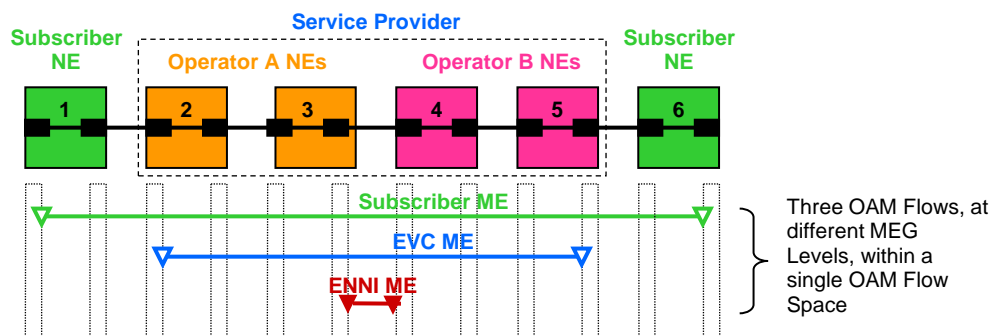 Service Provider
Subscriber
NE
Operator A NEs
Operator B NEs
Subscriber
NE
1
2
3
4
5
6
Subscriber ME
EVC ME
ENNI ME
Three OAM Flows, at
different MEG
Levels, within a
single OAM Flow
Space